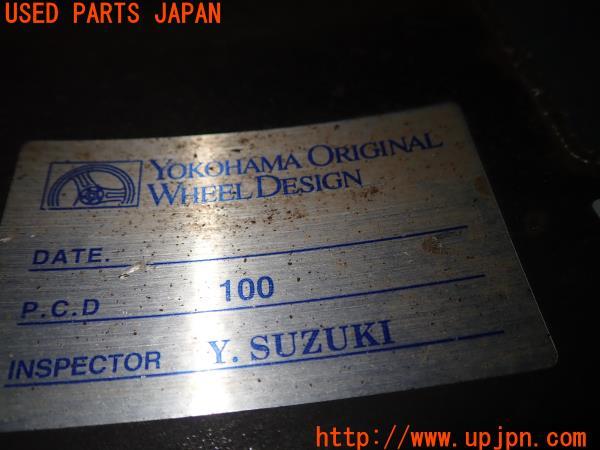 USED PARTS JAPAN
YOKOHAMA ORIGINAL
WHEEL DESIGN
DATE.
P.C.D 100
INSPECTOR Y. SUZUKI
http://www.upjpn.com